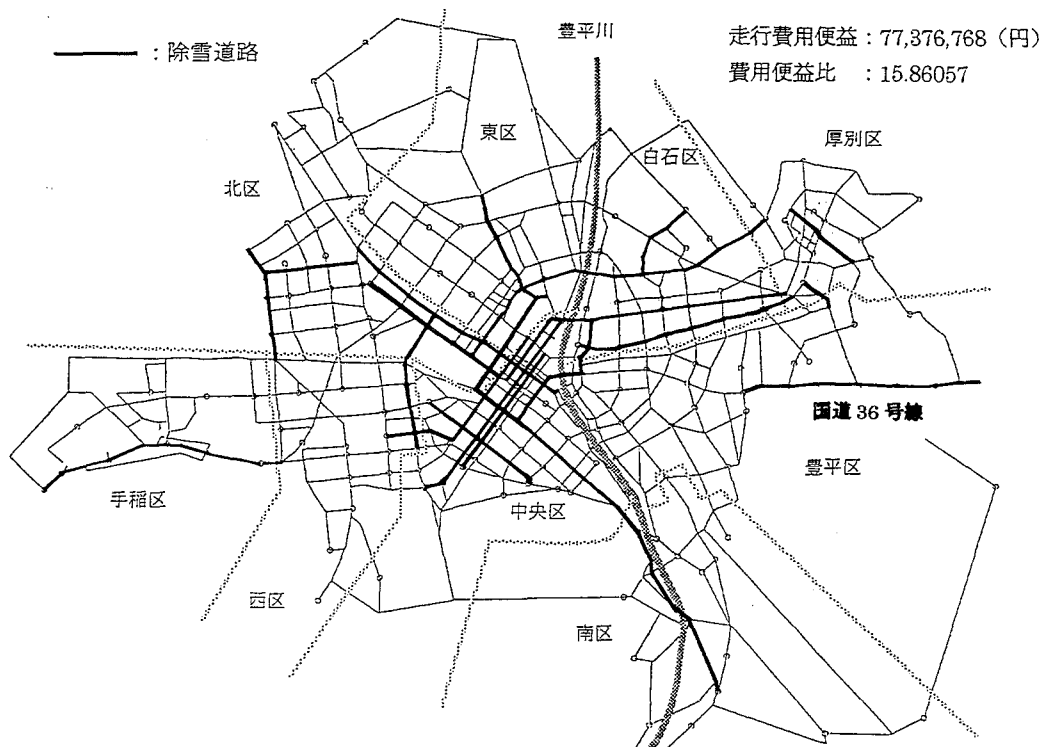 豊平川
走行費用便益：77,376,768（円）
：除雪道路
費用便益比　：15.86057
東区
厚別区
白石区
北区
国道 36 号線
豊平区
手稲区
中央区
西区
南区